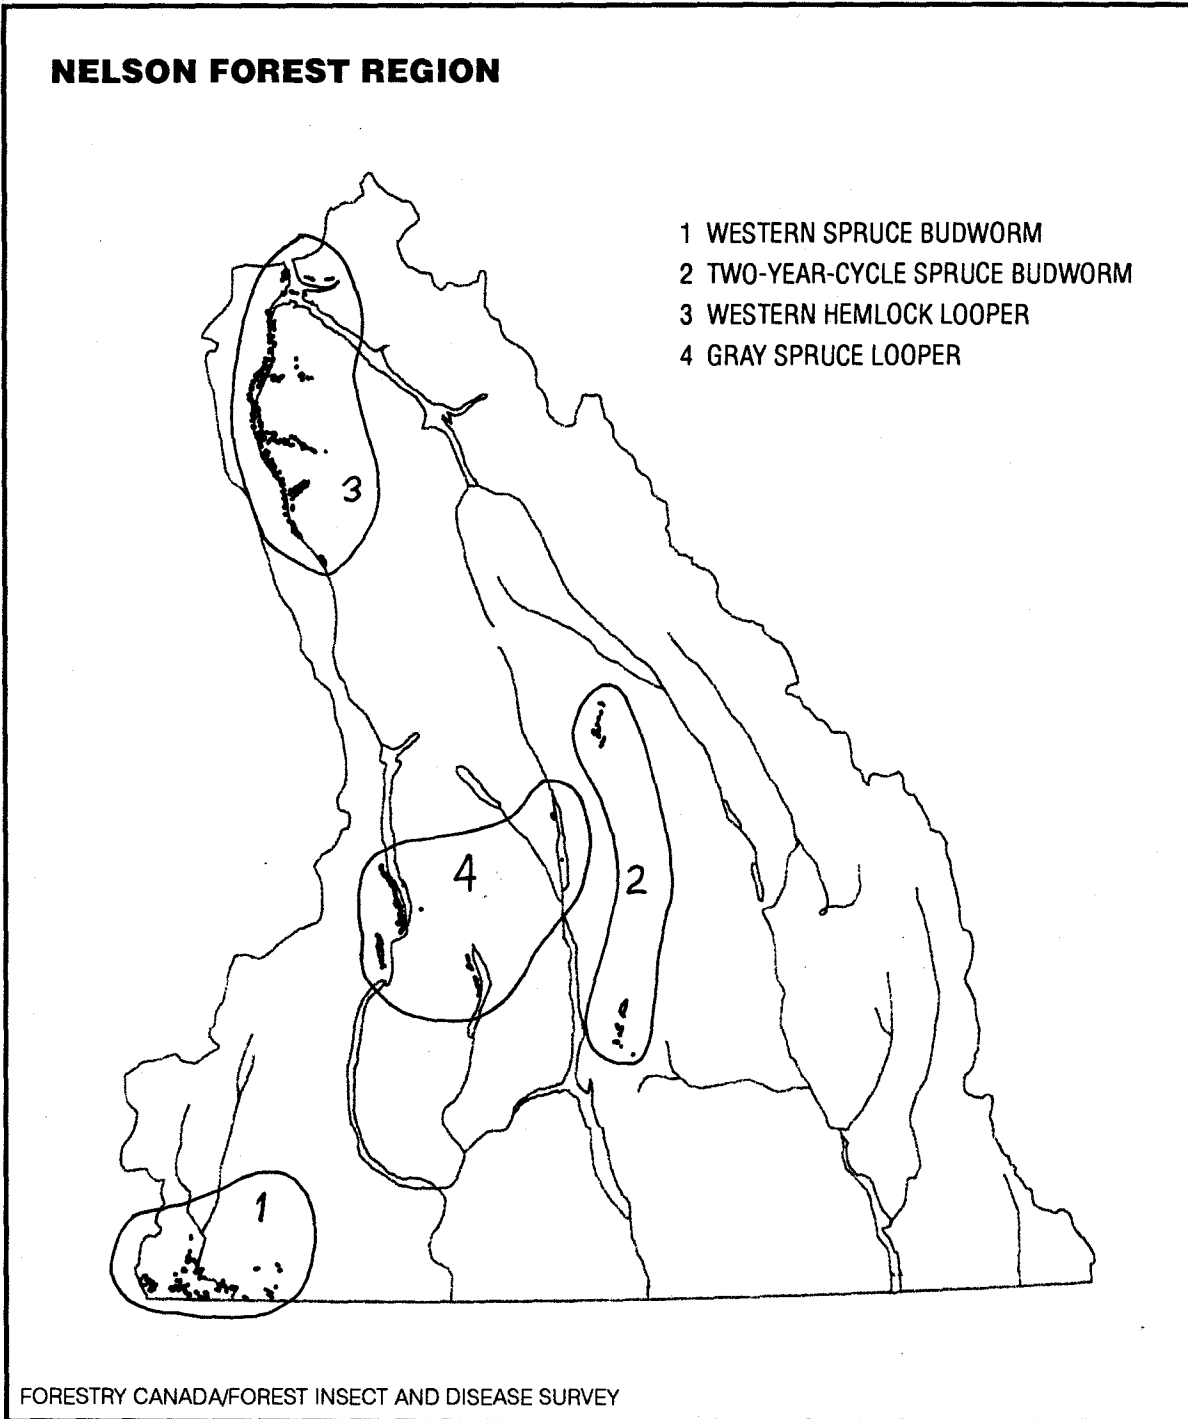 NELSON FOREST REGION
1 WESTERN SPRUCE BUDWORM
2 TWO-YEAR-CYCLE SPRUCE BUDWORM
3 WESTERN HEMLOCK LOOPER
4 GRAY SPRUCE LOOPER
3
4
2
1
FORESTRY CANADA/FOREST INSECT AND DISEASE SURVEY